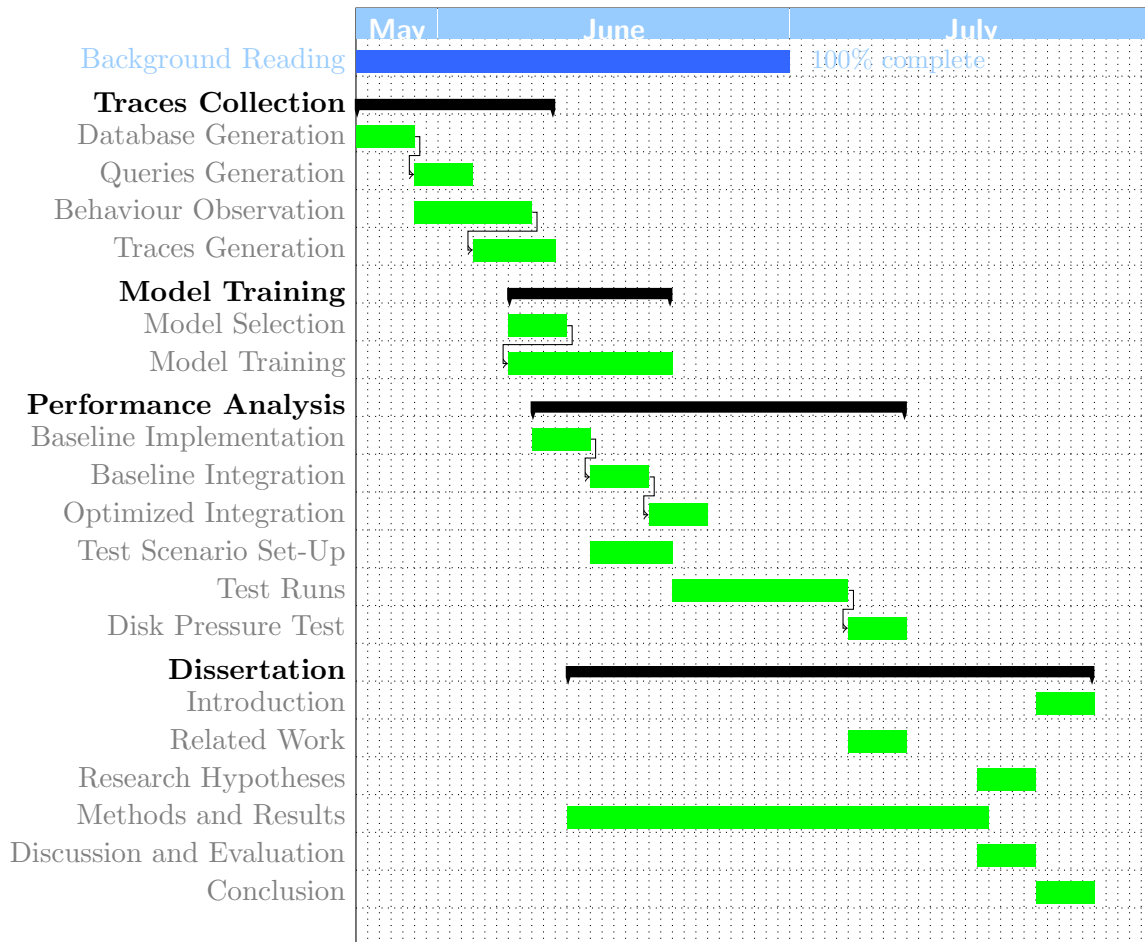 May June July
Background Reading 100% complete
Traces Collection
Database Generation
Queries Generation
Behaviour Observation
Traces Generation
Model Training
Model Selection
Model Training
Performance Analysis
Baseline Implementation
Baseline Integration
Optimized Integration
Test Scenario Set-Up
Test Runs
Disk Pressure Test
Dissertation
Introduction
Related Work
Research Hypotheses
Methods and Results
Discussion and Evaluation
Conclusion